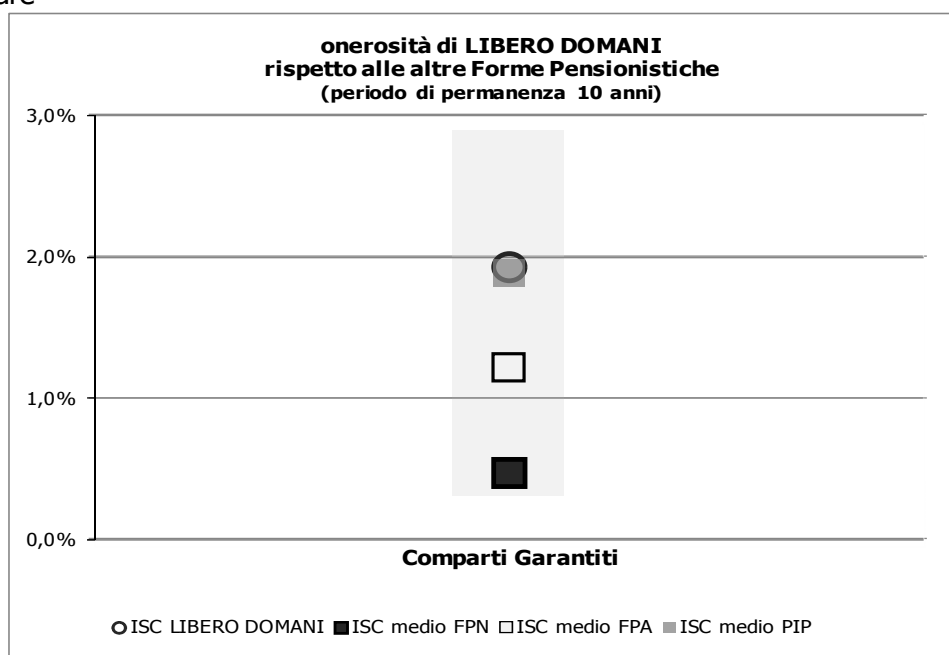 onerosità di LIBERO DOMANI
rispetto alle altre Forme Pensionistiche
(periodo di permanenza 10 anni)
3,0%
2,0%
1,0%
0,0%
Comparti Garantiti
ISC LIBERO DOMANI ISC medio FPN ISC medio FPA ISC medio PIP